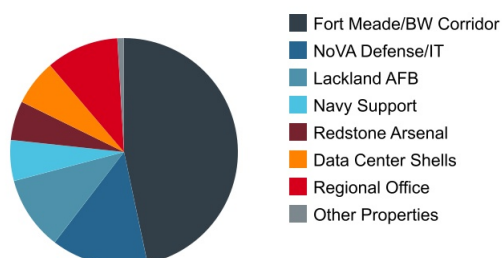 Fort Meade/BW Corridor
NoVA Defense/IT
Lackland AFB
Navy Support
Redstone Arsenal
Data Center Shells
Regional Office
Other Properties